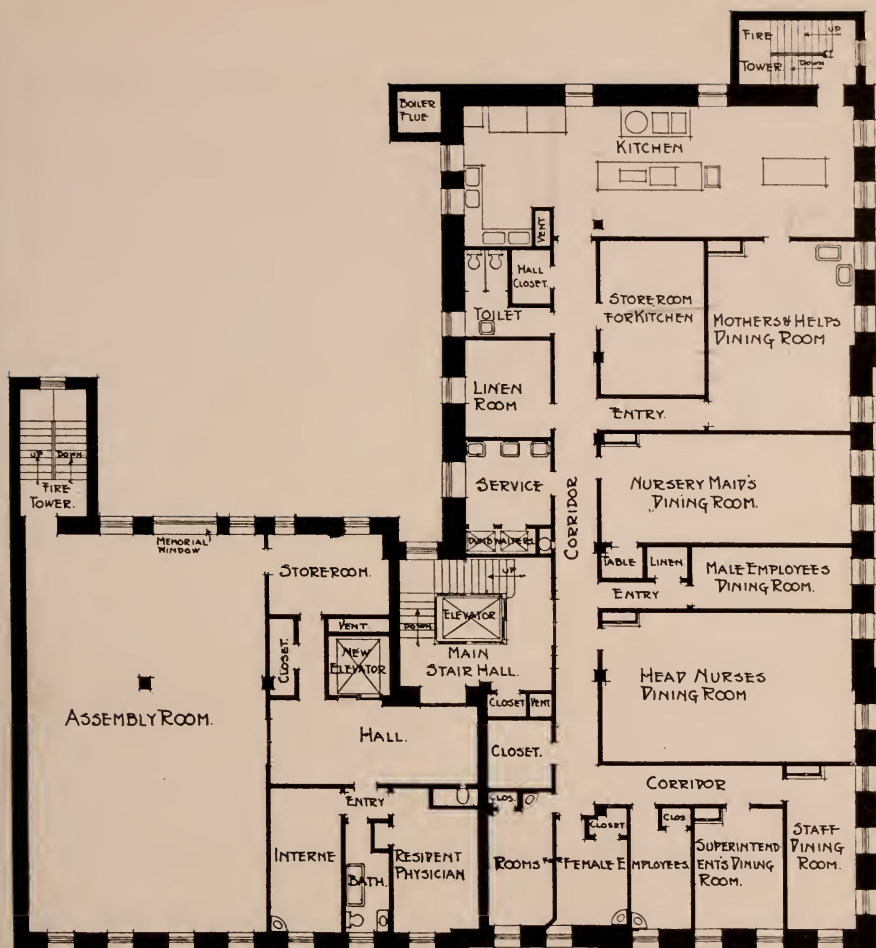 FIRE
TOWER.
UP
DOWN
BOILER
FLUE
KITCHEN
VENT
HALL
CLOSET.
TOILET
STOREROOM
FOR KITCHEN
MOTHERS & HELPS
DINING ROOM
LINEN
ROOM
ENTRY.
SERVICE
CORRIDOR
NURSERY MAID'S
DINING ROOM.
DUMBWAITERS
TABLE
LINEN
MALE EMPLOYEES
DINING ROOM.
ENTRY
UP
DOWN
FIRE
TOWER.
MEMORIAL
WINDOW
STOREROOM.
UP
ELEVATOR
DOWN
MAIN
STAIR HALL.
VENT.
NEW
ELEVATOR
CLOSET.
HEAD NURSES
DINING ROOM
CLOSET
VENT
ASSEMBLY ROOM.
HALL.
CLOSET.
CORRIDOR
ENTRY
CLOS.
CLOSET
CLOS
INTERNE
BATH.
RESIDENT
PHYSICIAN
ROOMS FEMALE EMPLOYEES
SUPERINTEND
ENT'S DINING
ROOM.
STAFF
DINING
ROOM.